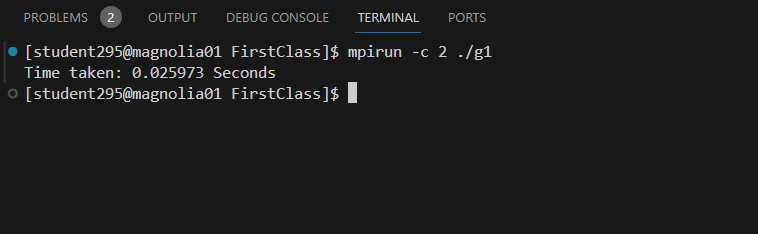 PROBLEMS 2 OUTPUT DEBUG CONSOLE TERMINAL PORTS
[student295@magnolia01 FirstClass]$ mpirun -c 2 ./g1
Time taken: 0.025973 Seconds
[student295@magnolia01 FirstClass]$